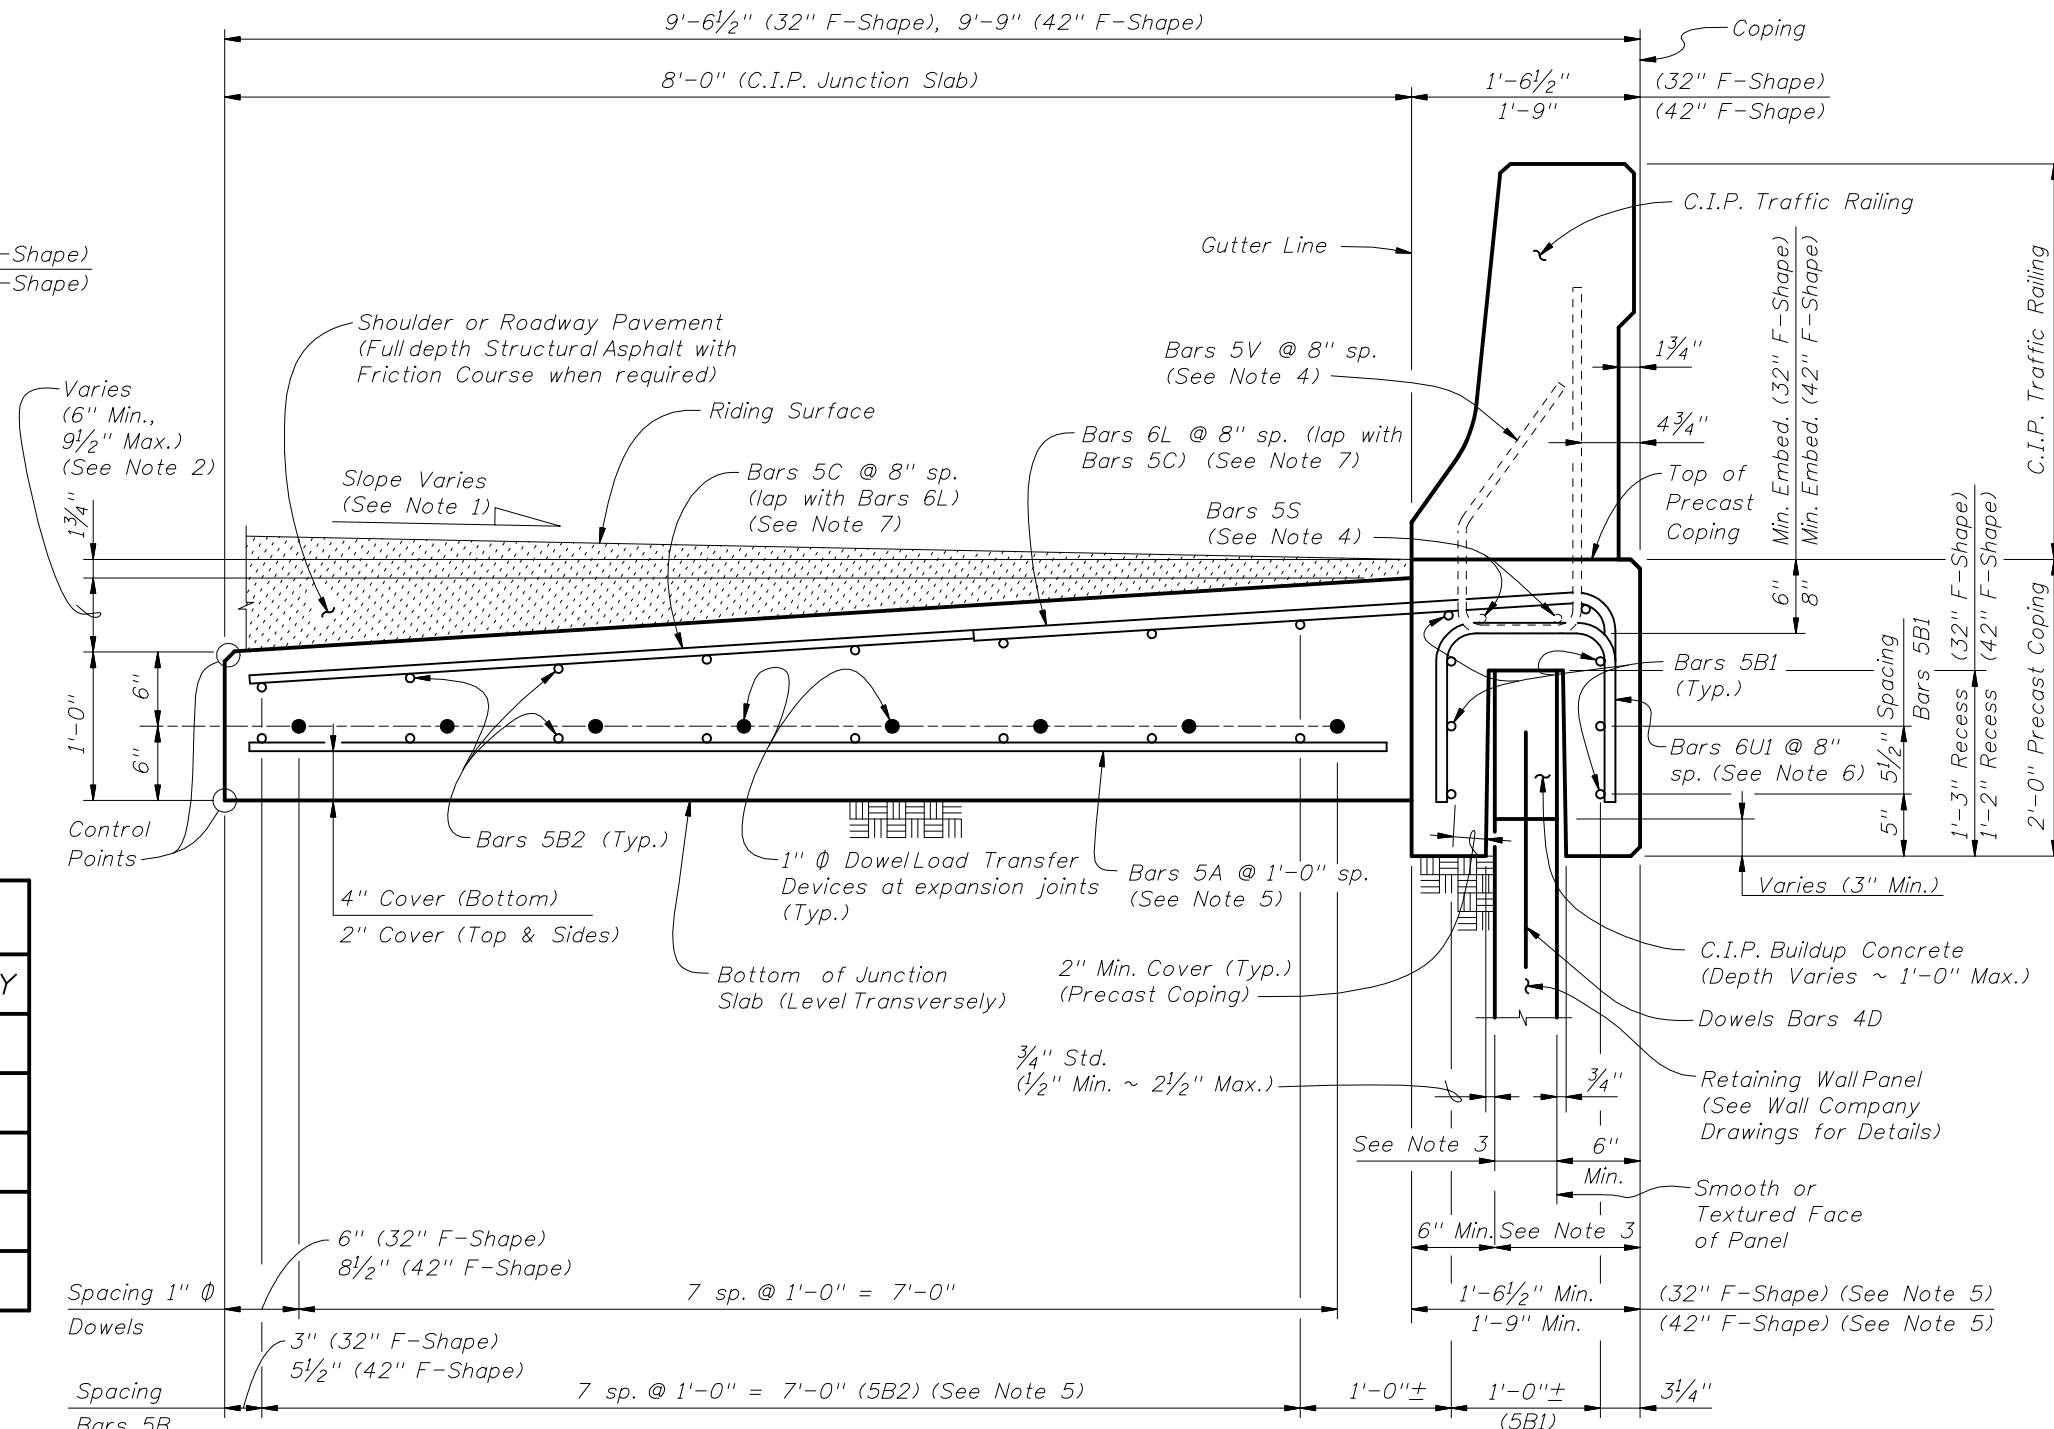 9'-6½" (32" F-Shape), 9'-9" (42" F-Shape)
Coping
8'-0" (C.I.P. Junction Slab)
1'-6½"
1'-9"
(32" F-Shape)
(42" F-Shape)
C.I.P. Traffic Railing
Gutter Line
-Shape)
-Shape)
Shoulder or Roadway Pavement
(Full depth Structural Asphalt with
Friction Course when required)
Varies
(6" Min.,
9½" Max.)
(See Note 2)
Riding Surface
Bars 5V @ 8" sp.
(See Note 4)
1¾"
4¾"
6" Min. Embed. (32" F-Shape)
8" Min. Embed. (42" F-Shape)
C.I.P. Traffic Railing
Slope Varies
(See Note 1)
Bars 5C @ 8" sp.
(lap with Bars 6L)
(See Note 7)
Bars 6L @ 8" sp. (lap with
Bars 5C) (See Note 7)
Bars 5S
(See Note 4)
Top of
Precast
Coping
1¾"
1'-0"
6"
6"
Bars 5B1
(Typ.)
Bars 6U1 @ 8"
sp. (See Note 6)
5½" Spacing
Bars 5B1
5"
1'-3" Recess (32" F-Shape)
1'-2" Recess (42" F-Shape)
2'-0" Precast Coping
Control
Points
Bars 5B2 (Typ.)
1" ϕ Dowel Load Transfer
Devices at expansion joints
(Typ.)
Bars 5A @ 1'-0" sp.
(See Note 5)
Varies (3" Min.)
4" Cover (Bottom)
2" Cover (Top & Sides)
Bottom of Junction
Slab (Level Transversely)
2" Min. Cover (Typ.)
(Precast Coping)
C.I.P. Buildup Concrete
(Depth Varies ~ 1'-0" Max.)
Dowels Bars 4D
Y
¾" Std.
(½" Min. ~ 2½" Max.)
¾"
Retaining Wall Panel
(See Wall Company
Drawings for Details)
See Note 3
6"
Min.
Smooth or
Textured Face
of Panel
6" Min.
See Note 3
6" (32" F-Shape)
8½" (42" F-Shape)
Spacing 1" ϕ
Dowels
7 sp. @ 1'-0" = 7'-0"
1'-6½" Min.
1'-9" Min.
(32" F-Shape) (See Note 5)
(42" F-Shape) (See Note 5)
3" (32" F-Shape)
5½" (42" F-Shape)
Spacing
Bars 5B
7 sp. @ 1'-0" = 7'-0" (5B2) (See Note 5)
1'-0"±
1'-0"±
(5B1)
3¼"